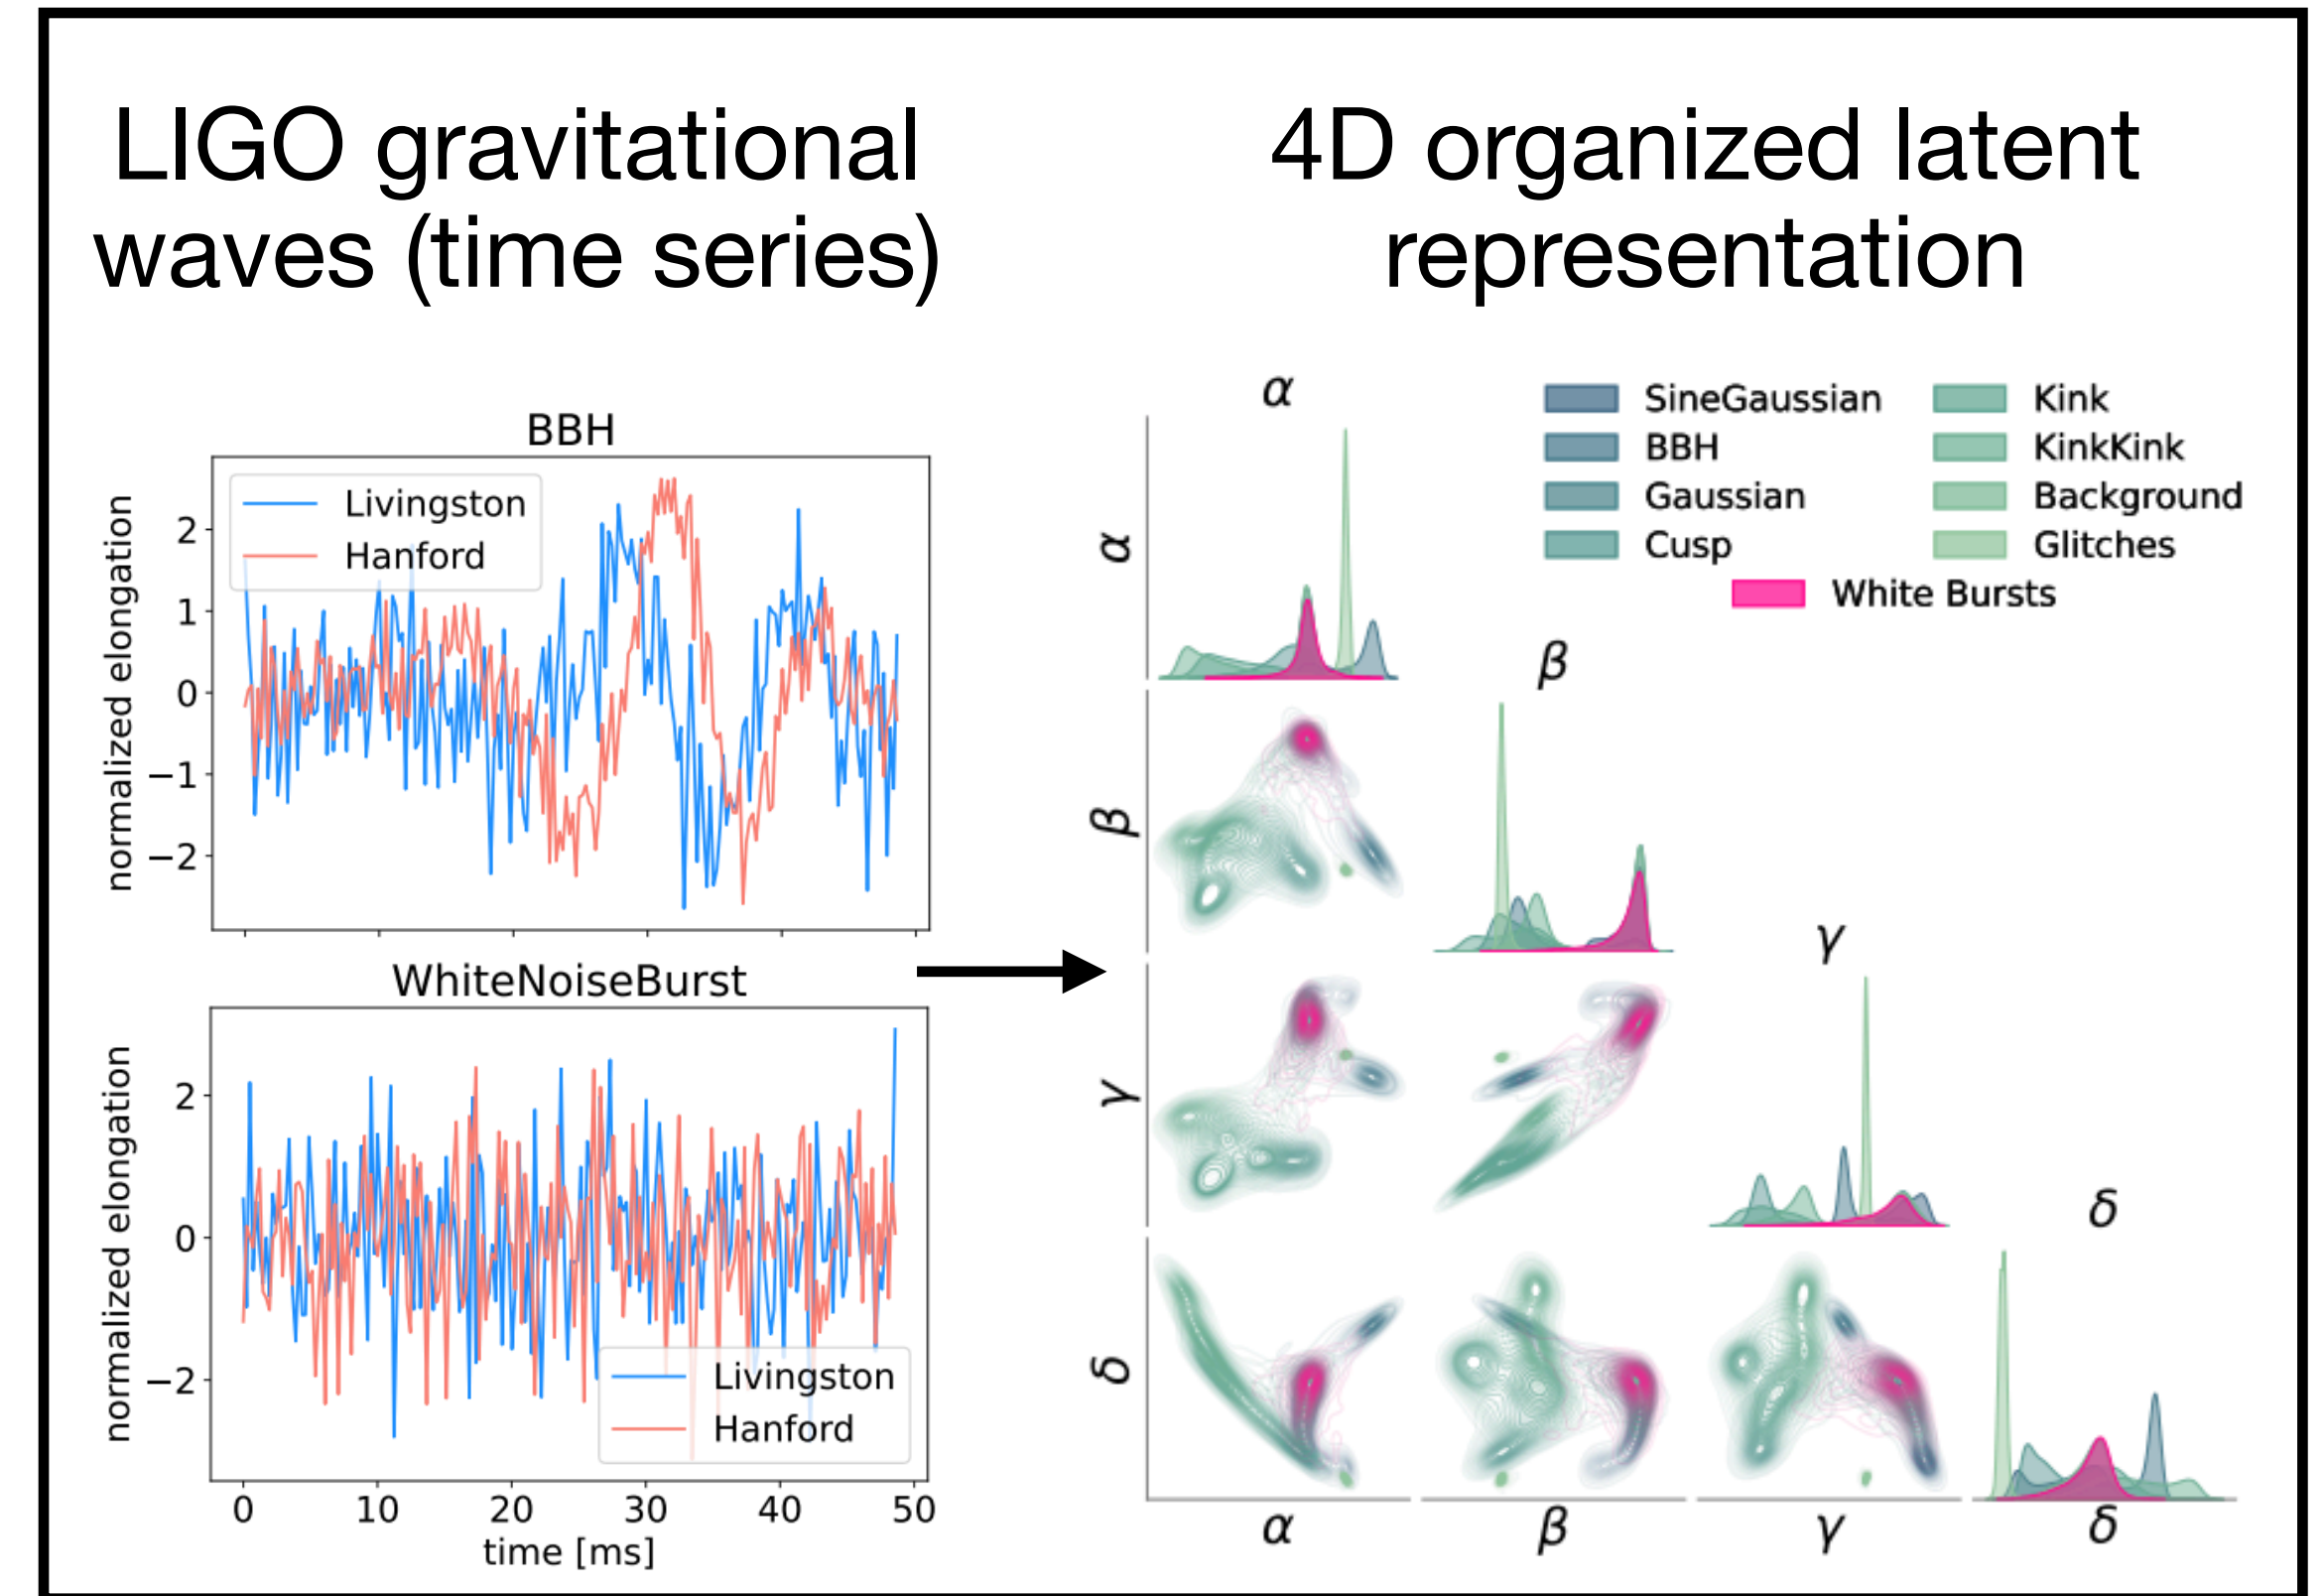 LIGO gravitational
waves (time series)
BBH
Livingston
Hanford
normalized elongation
2
1
0
−1
−2
WhiteNoiseBurst
normalized elongation
2
0
−2
Livingston
Hanford
0 10 20 30 40 50
time [ms]
4D organized latent
representation
SineGaussian
BBH
Gaussian
Cusp
Kink
KinkKink
Background
Glitches
White Bursts
α
α
β
β
γ
γ
δ
δ
α β γ δ